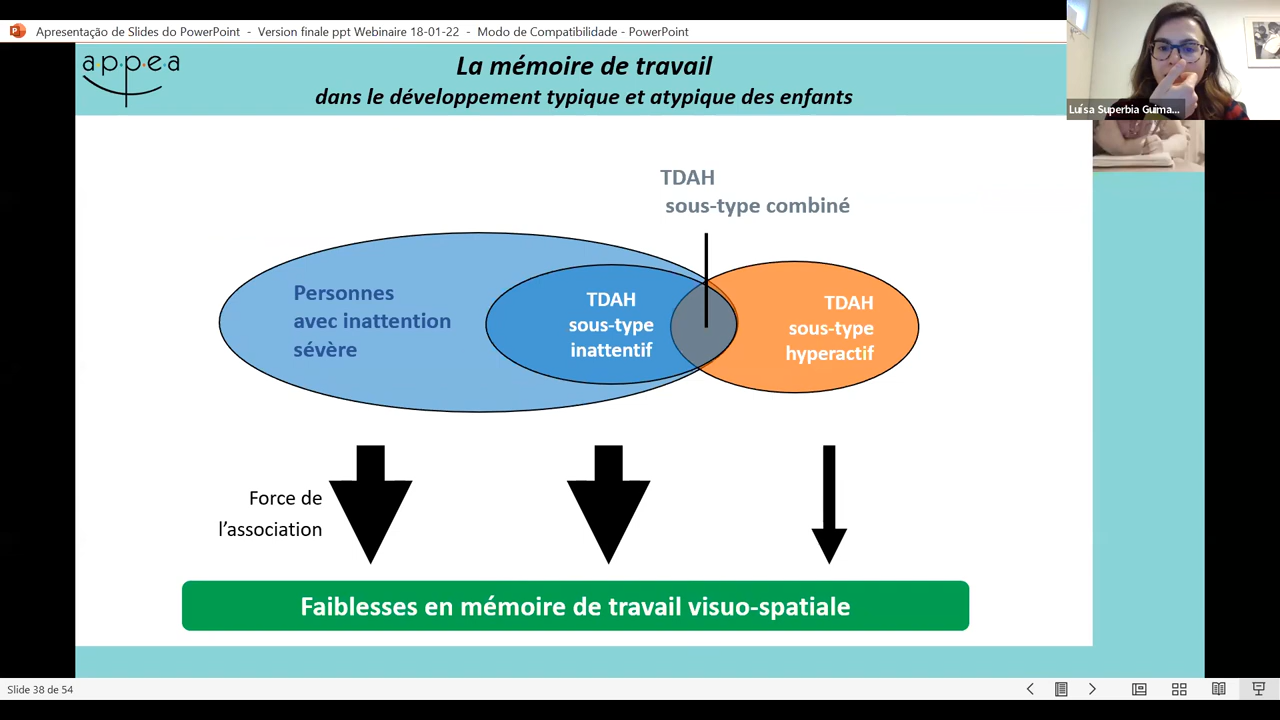 Apresentação de Slides do PowerPoint - Version finale ppt Webinaire 18-01-22 - Modo de Compatibilidade - PowerPoint
appea
La mémoire de travail
dans le développement typique et atypique des enfants
Luísa Superbia Guima...
TDAH
sous-type combiné
Personnes
avec inattention
sévère
TDAH
sous-type
inattentif
TDAH
sous-type
hyperactif
Force de
l’association
Faiblesses en mémoire de travail visuo-spatiale
Slide 38 de 54